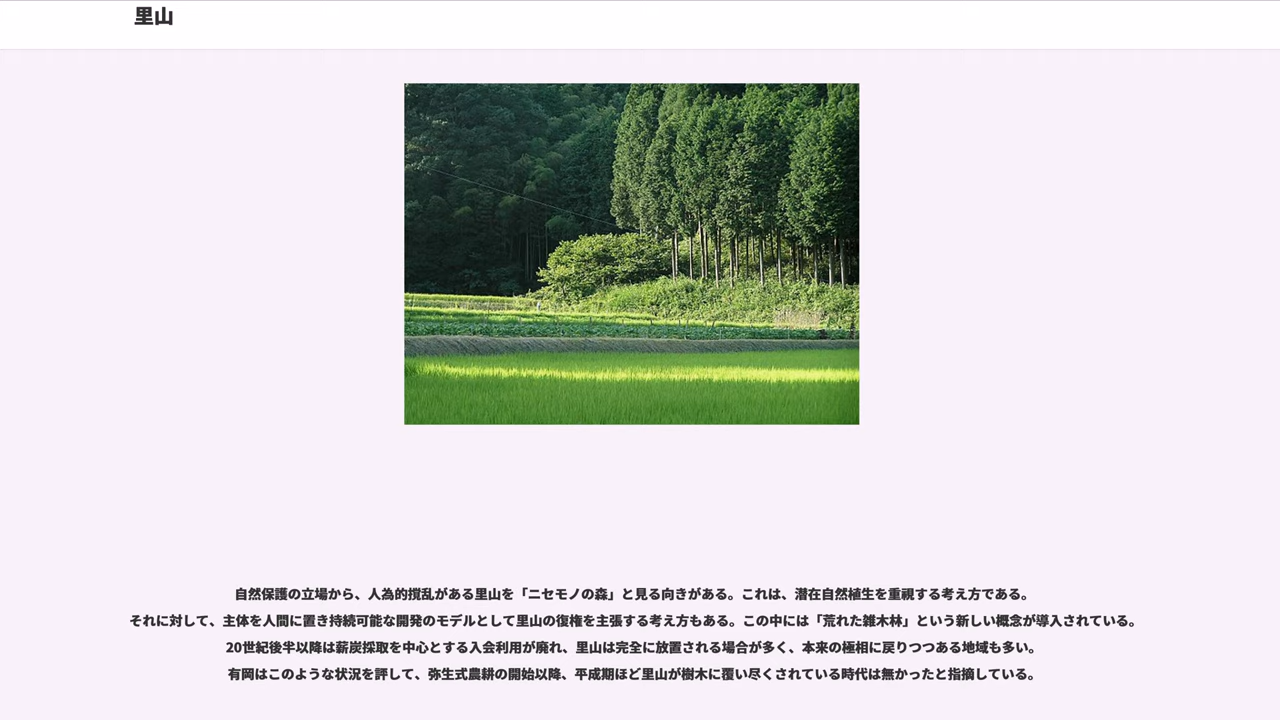 里山
自然保護の立場から、人為的撹乱がある里山を「ニセモノの森」と見る向きがある。これは、潜在自然植生を重視する考え方である。
それに対して、主体を人間に置き持続可能な開発のモデルとして里山の復権を主張する考え方もある。この中には「荒れた雑木林」という新しい概念が導入されている。
20世紀後半以降は薪炭採取を中心とする入会利用が廃れ、里山は完全に放置される場合が多く、本来の極相に戻りつつある地域も多い。
有岡はこのような状況を評して、弥生式農耕の開始以降、平成期ほど里山が樹木に覆い尽くされている時代は無かったと指摘している。